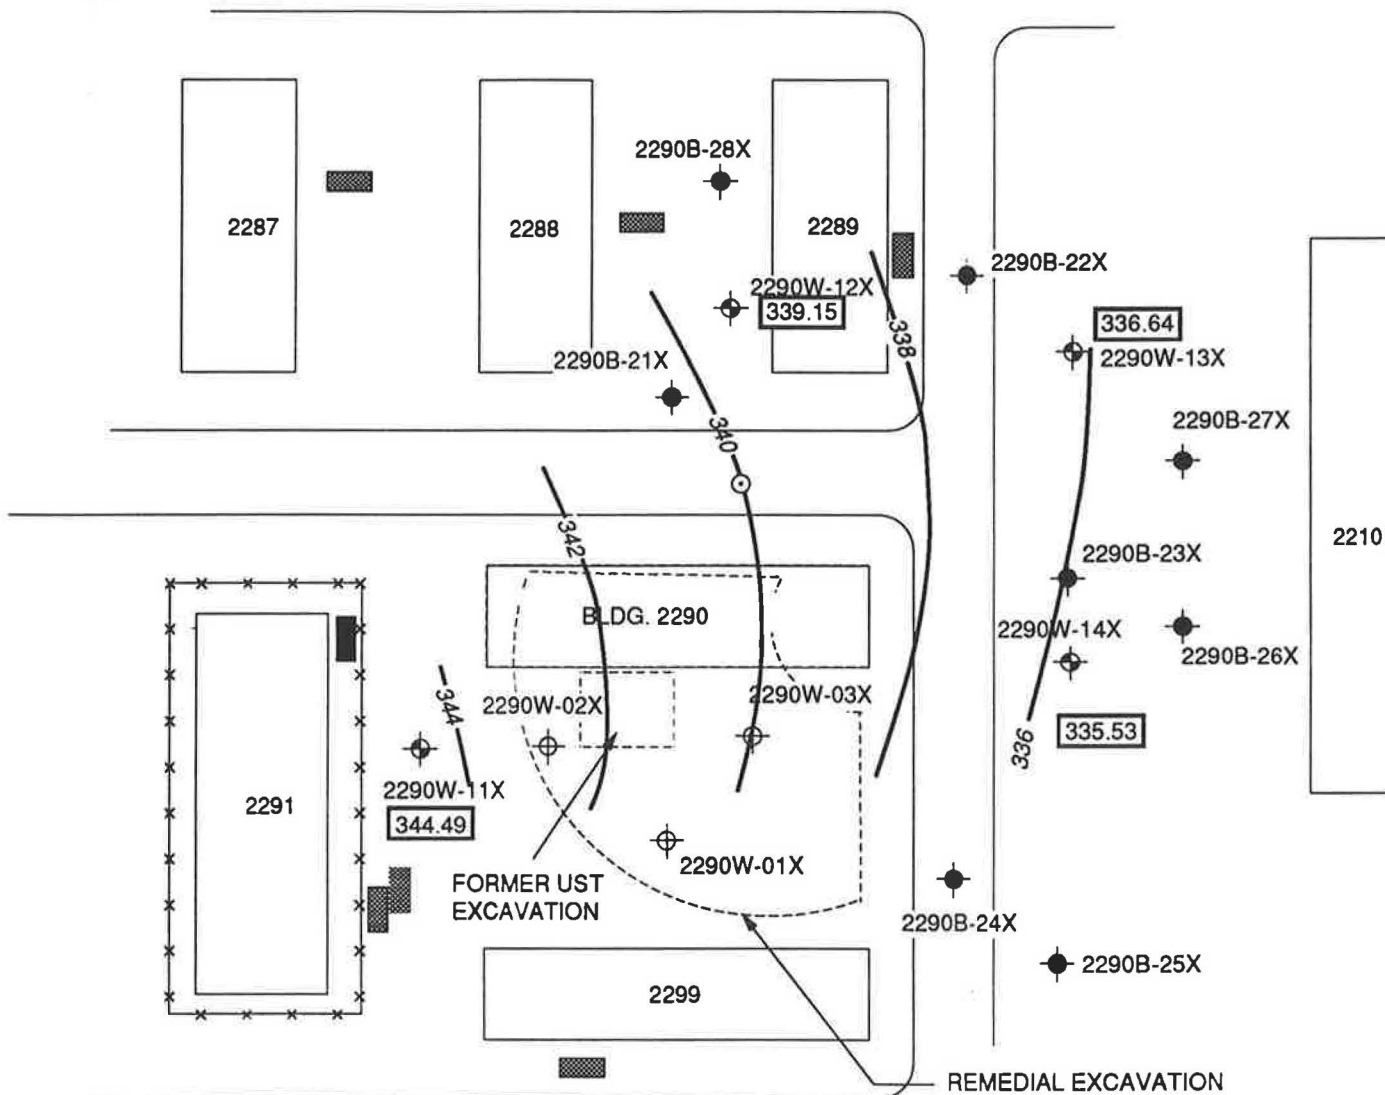 2290B-28X
2287
2288
2289
2290B-22X
2290W-12X
339.15
336.64
338
2290W-13X
2290B-21X
340
2290B-27X
342
2210
2290B-23X
BLDG. 2290
2290W-14X
2290B-26X
2290W-03X
344
2290W-02X
335.53
336
2290W-11X
2291
344.49
2290W-01X
FORMER UST
EXCAVATION
2290B-24X
2290B-25X
2299
REMEDIAL EXCAVATION